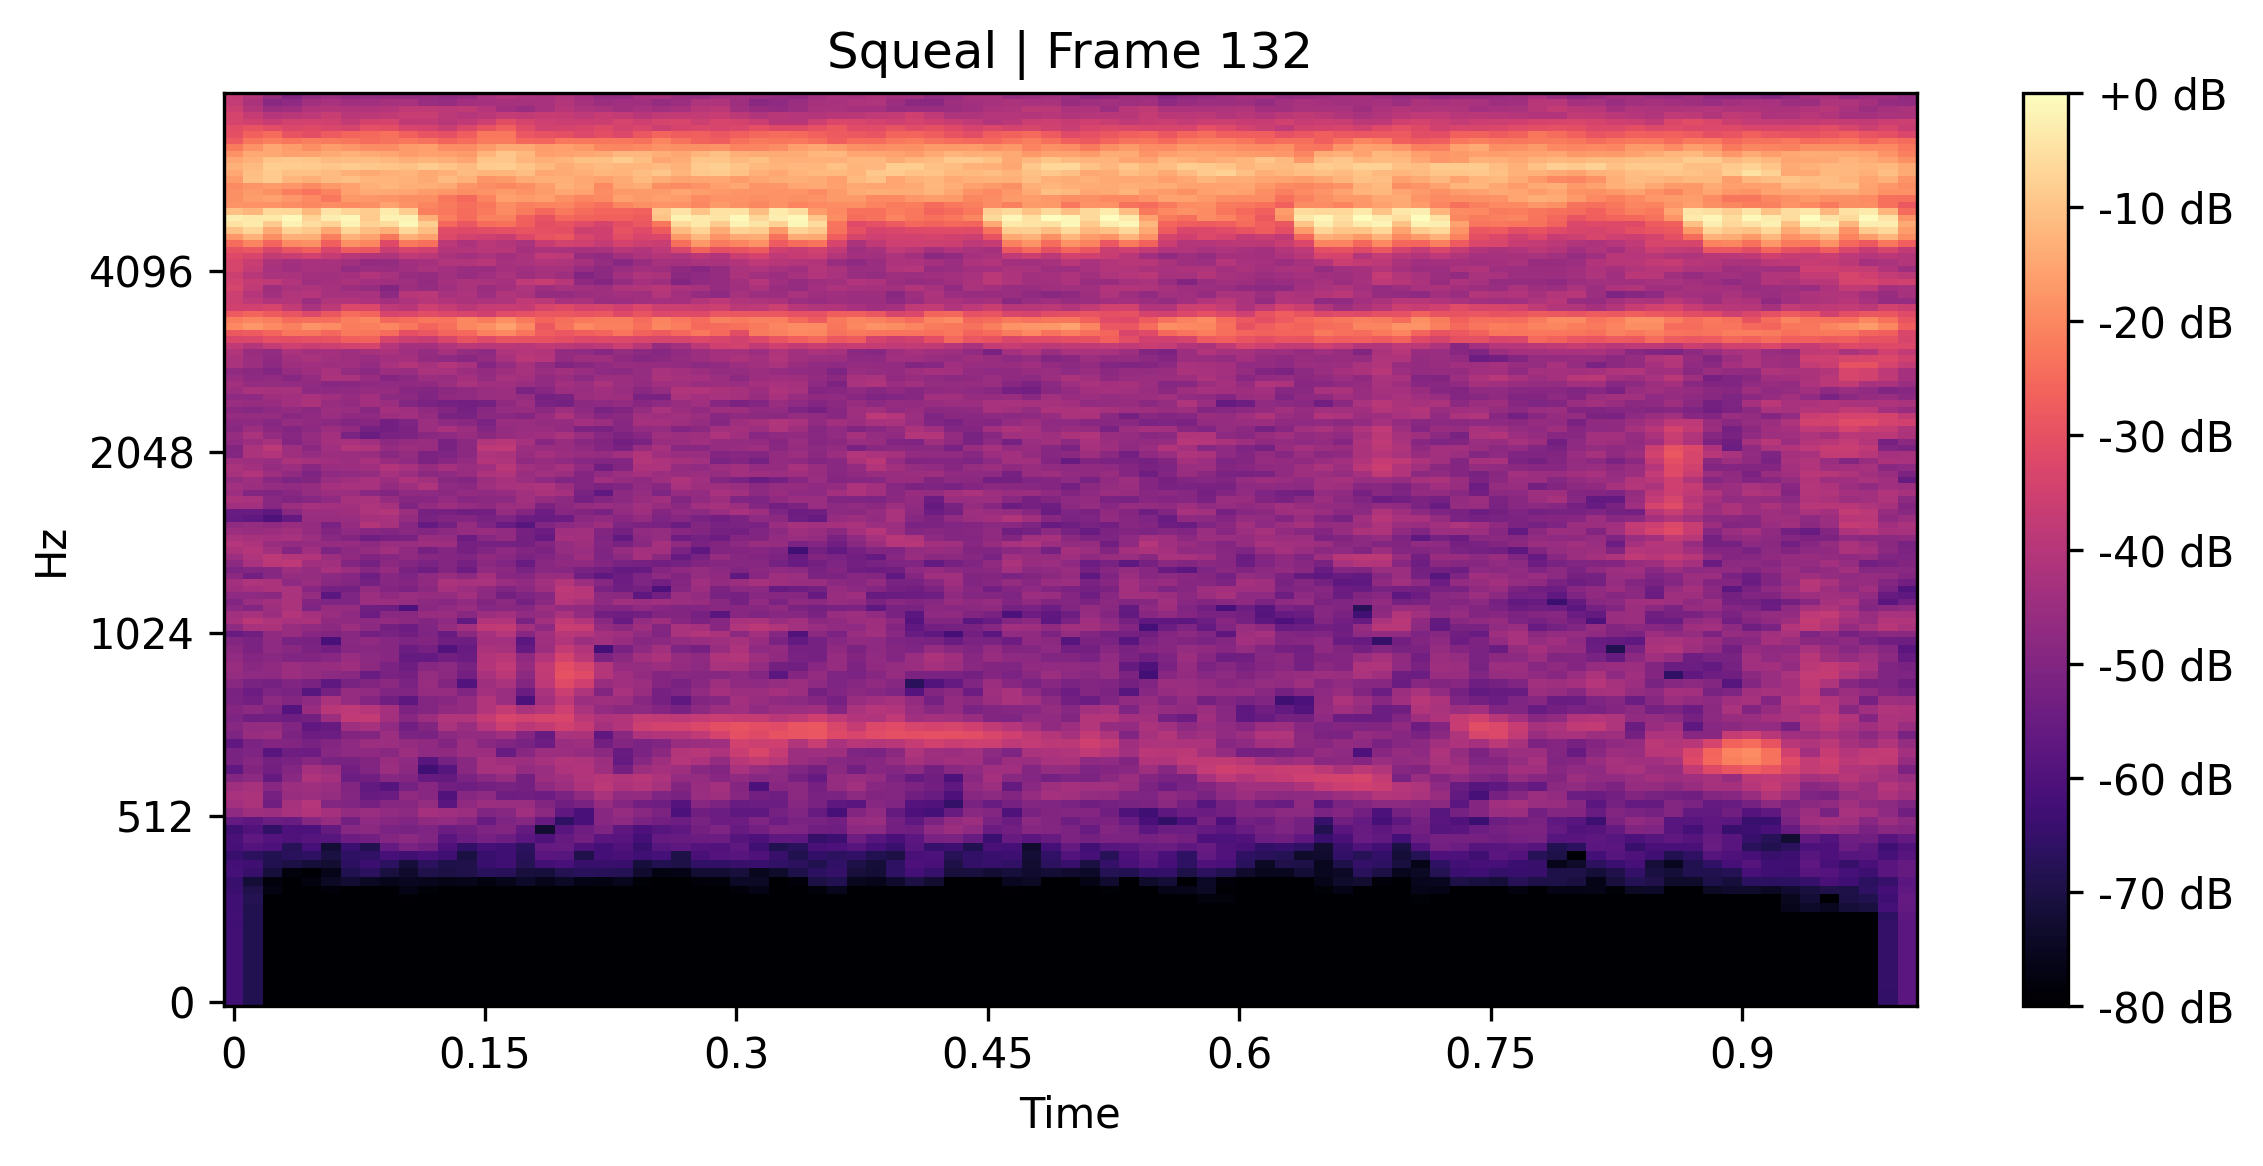 Squeal | Frame 132
+0 dB
-10 dB
-20 dB
-30 dB
-40 dB
-50 dB
-60 dB
-70 dB
-80 dB
Hz
4096
2048
1024
512
0
0 0.15 0.3 0.45 0.6 0.75 0.9
Time